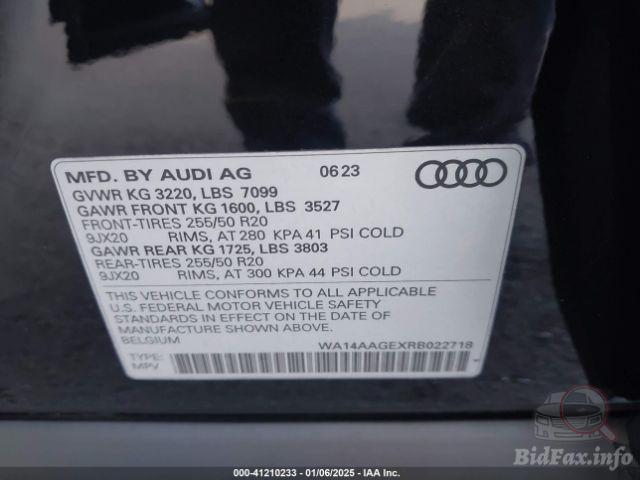 MFD. BY AUDI AG 0623
GVWR KG 3220, LBS 7099
GAWR FRONT KG 1600, LBS 3527
FRONT-TIRES 255/50 R20
9JX20 RIMS, AT 280 KPA 41 PSI COLD
GAWR REAR KG 1725, LBS 3803
REAR-TIRES 255/50 R20
9JX20 RIMS, AT 300 KPA 44 PSI COLD
THIS VEHICLE CONFORMS TO ALL APPLICABLE
U.S. FEDERAL MOTOR VEHICLE SAFETY
STANDARDS IN EFFECT ON THE DATE OF
MANUFACTURE SHOWN ABOVE.
BELGIUM WA14AAGEXRB022718
TYPE:
MPV
BidFax.info
000-41210233 - 01/06/2025 - IAA Inc.